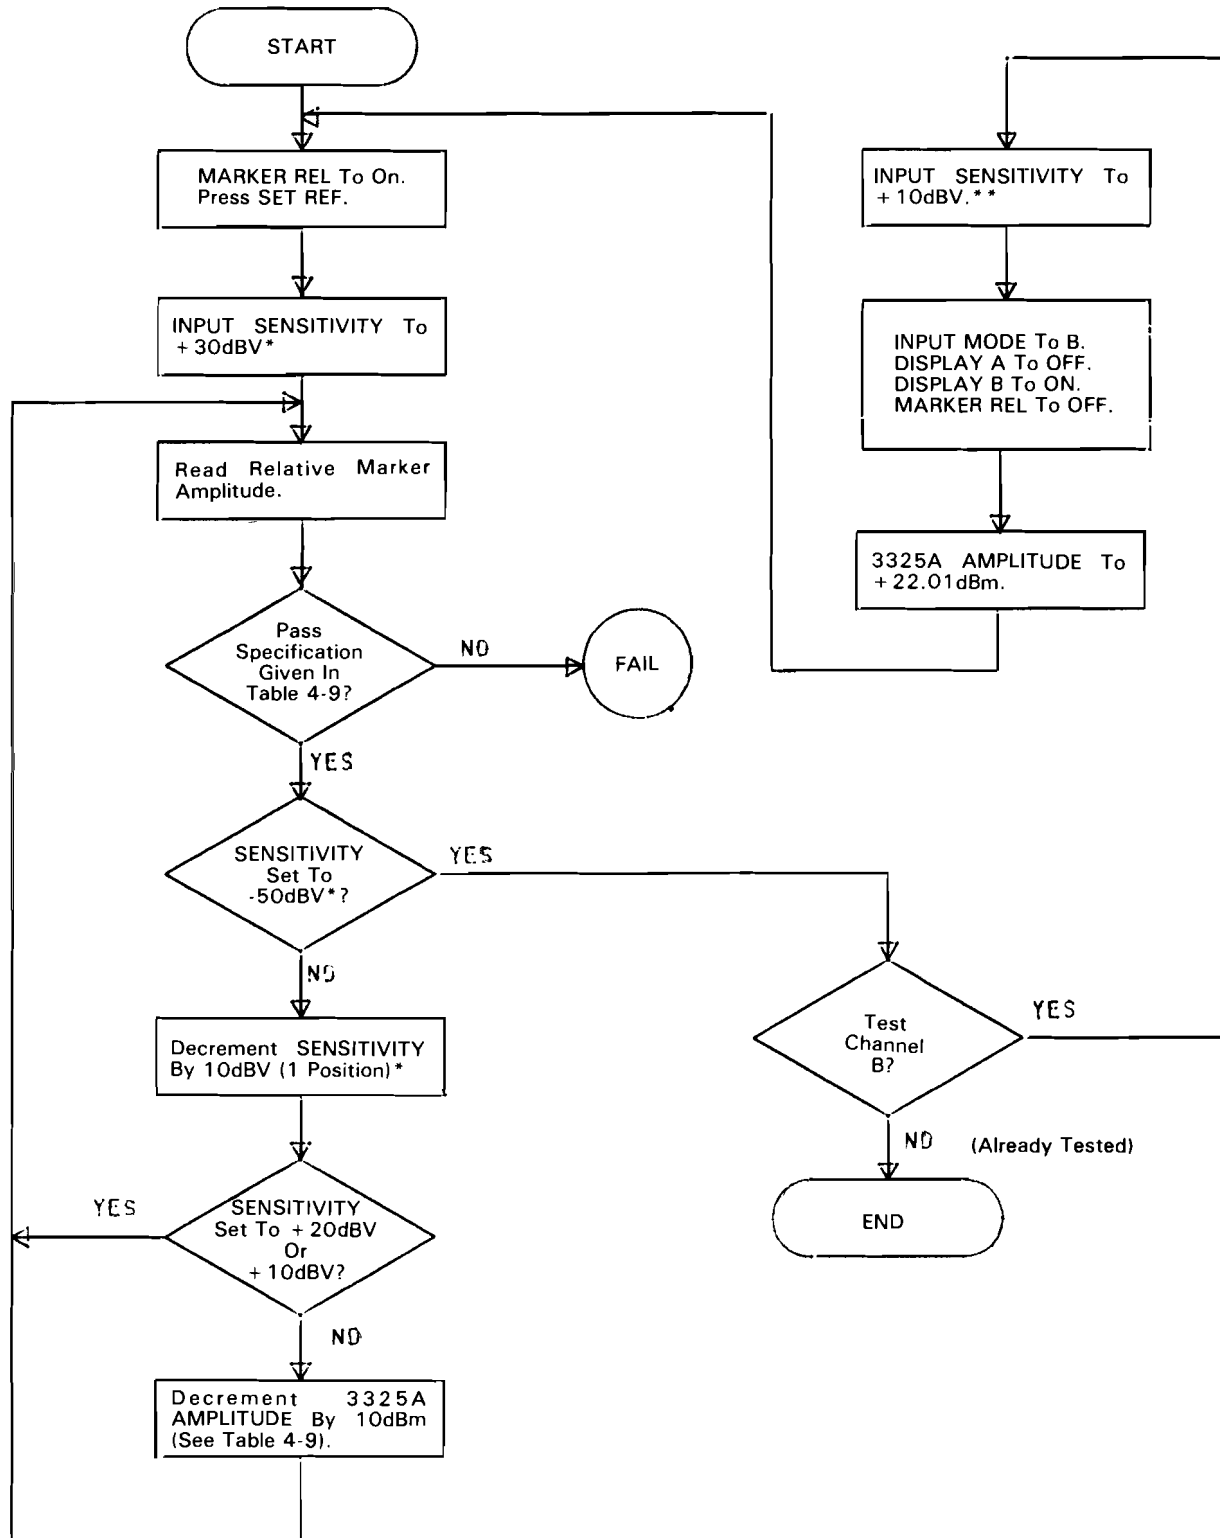 START
MARKER REL To On.
Press SET REF.
INPUT SENSITIVITY To
+30dBV*
Read Relative Marker
Amplitude.
Pass
Specification
Given In
Table 4-9?
NO
FAIL
YES
SENSITIVITY
Set To
-50dBV*?
YES
NO
Decrement SENSITIVITY
By 10dBV (1 Position)*
SENSITIVITY
Set To +20dBV
Or
+10dBV?
YES
NO
Decrement 3325A
AMPLITUDE By 10dBm
(See Table 4-9).
INPUT SENSITIVITY To
+10dBV.**
INPUT MODE To B.
DISPLAY A To OFF.
DISPLAY B To ON.
MARKER REL To OFF.
3325A AMPLITUDE To
+22.01dBm.
Test
Channel
B?
YES
NO (Already Tested)
END